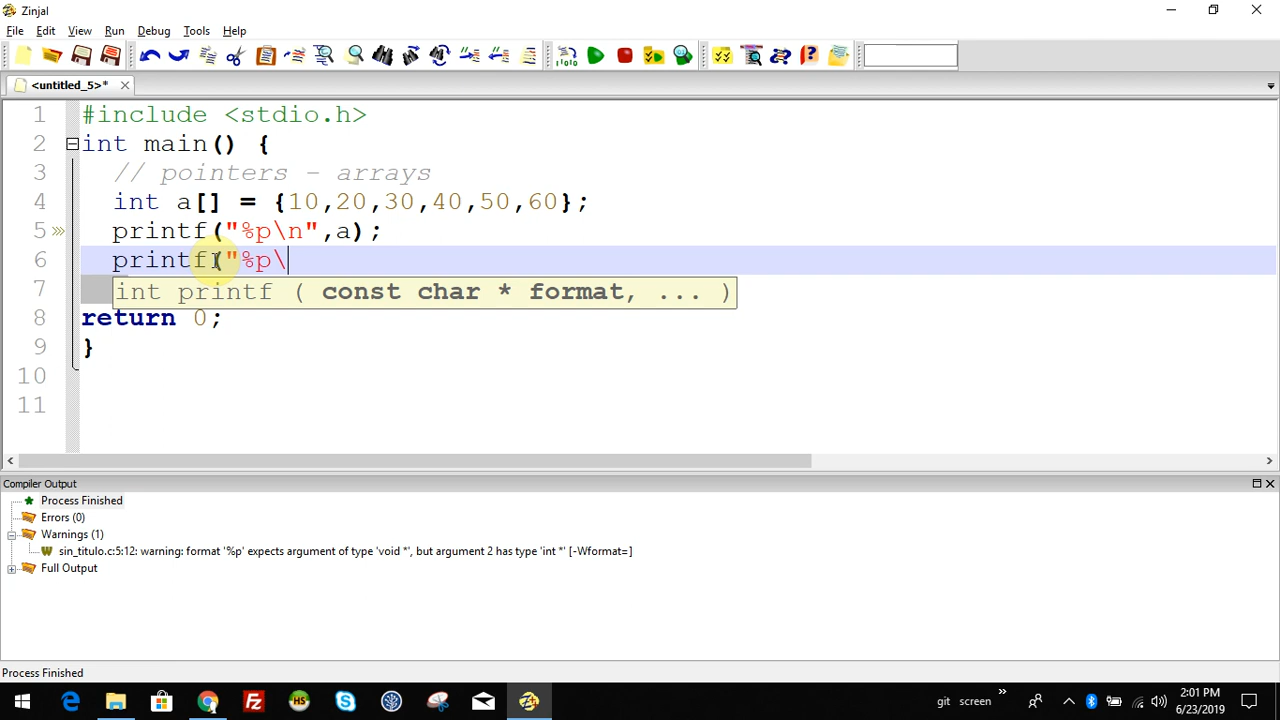 Zinjal
File Edit View Run Debug Tools Help
<untitled_5>*
1 #include <stdio.h>
2 int main() {
3 // pointers - arrays
4 int a[] = {10,20,30,40,50,60};
5 printf("%p\n",a);
6 printf("%p\
7 int printf ( const char * format, ... )
8 return 0;
9 }
10
11
Compiler Output
Process Finished
Errors (0)
Warnings (1)
sin_titulo.c:5:12: warning: format '%p' expects argument of type 'void *', but argument 2 has type 'int *' [-Wformat=]
Full Output
Process Finished
git screen 2:01 PM
6/23/2019